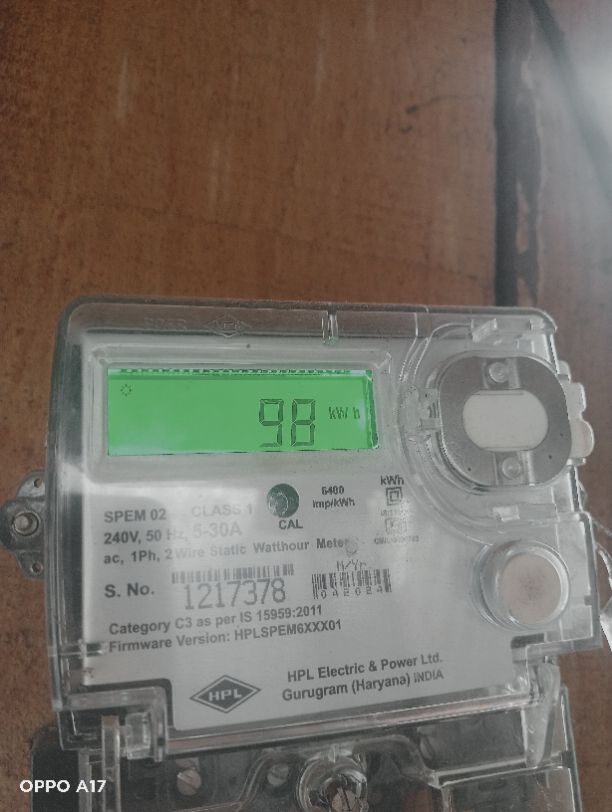 98 kWh
kWh
SPEM 02 CLASS 1
6400
imp/kWh
240V, 50 Hz, 5-30A
CAL
ac, 1Ph, 2 Wire Static Watthour Meter
M/Yr
S. No. 1217378
042024
Category C3 as per IS 15959:2011
Firmware Version: HPLSPEM6XXX01
HPL
HPL Electric & Power Ltd.
Gurugram (Haryana) INDIA
OPPO A17